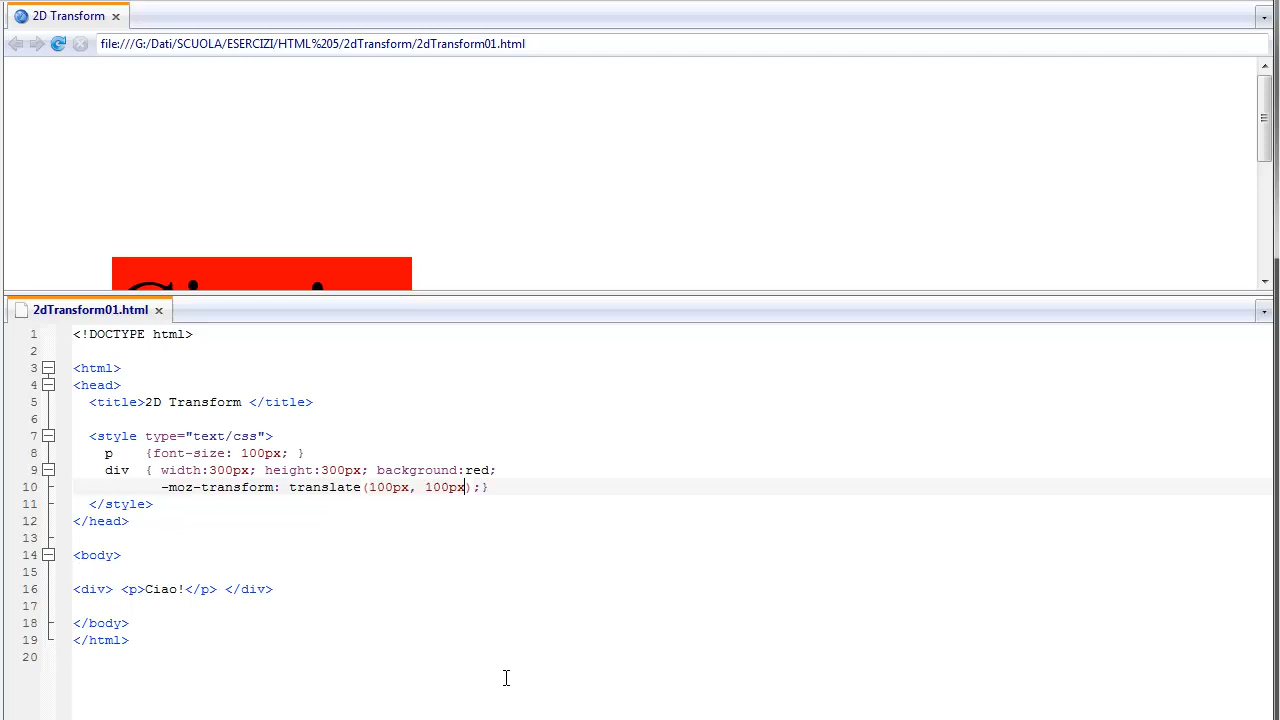 2D Transform
file:///G:/Dati/SCUOLA/ESERCIZI/HTML%205/2dTransform/2dTransform01.html
2dTransform01.html
1 <!DOCTYPE html>
2
3 <html>
4 <head>
5 <title>2D Transform </title>
6
7 <style type="text/css">
8 p {font-size: 100px; }
9 div { width:300px; height:300px; background:red;
10 -moz-transform: translate(100px, 100px);}
11 </style>
12 </head>
13
14 <body>
15
16 <div> <p>Ciao!</p> </div>
17
18 </body>
19 </html>
20